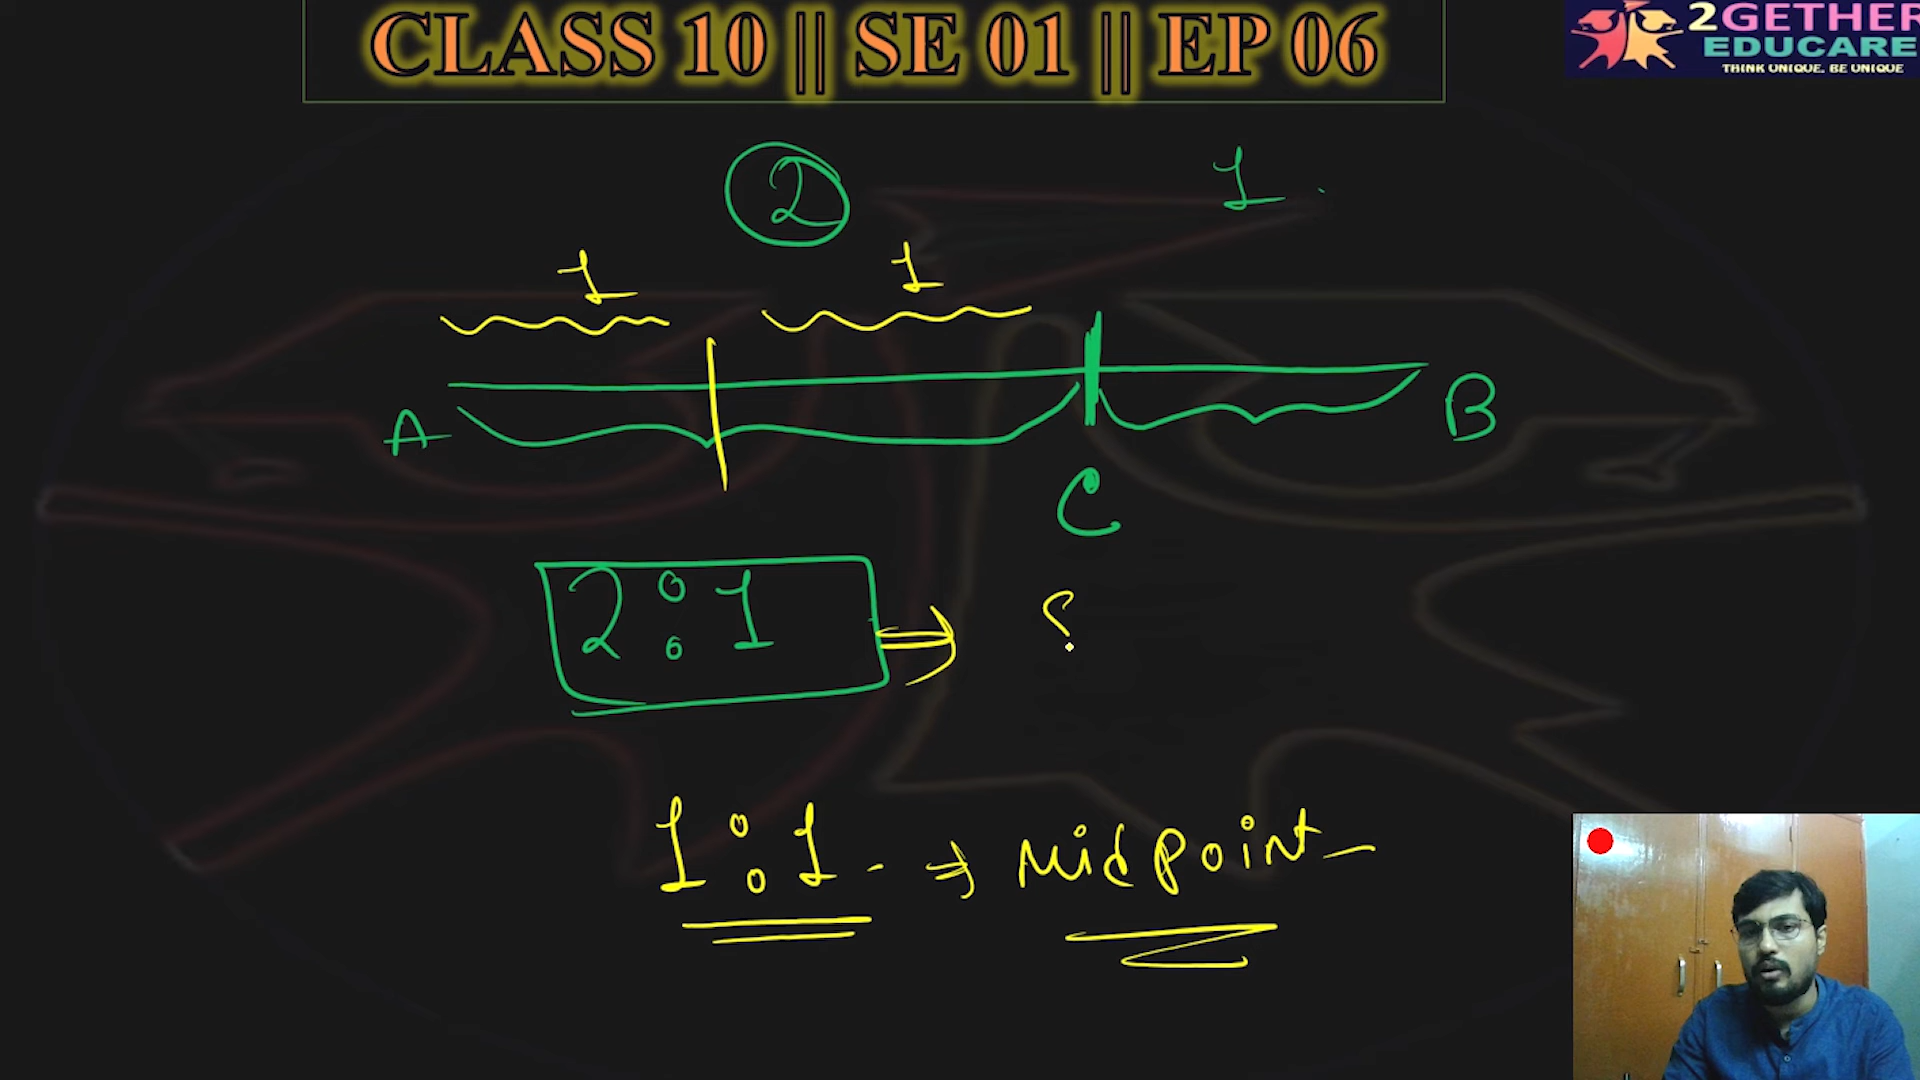 CLASS 10 || SE 01 || EP 06
2GETHER
EDUCARE
THINK UNIQUE. BE UNIQUE
2 1
1 1
A B
C
2:1 ⇒ ?
1:1 ⇒ Midpoint